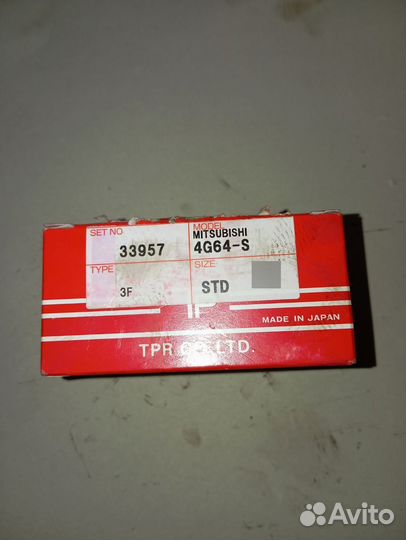 SET NO
33957
MODEL
MITSUBISHI
4G64-S
TYPE
3F
SIZE
STD
MADE IN JAPAN
TPR CO., LTD.
Avito